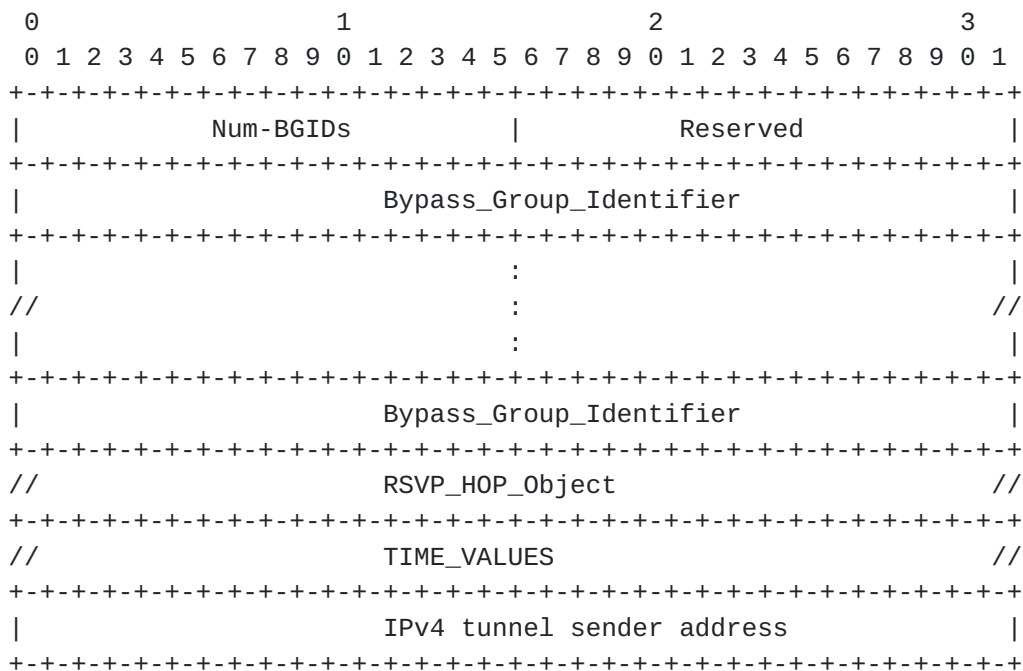 0                   1                   2                   3
 0 1 2 3 4 5 6 7 8 9 0 1 2 3 4 5 6 7 8 9 0 1 2 3 4 5 6 7 8 9 0 1
+-+-+-+-+-+-+-+-+-+-+-+-+-+-+-+-+-+-+-+-+-+-+-+-+-+-+-+-+-+-+-+-+
|            Num-BGIDs          |          Reserved             |
+-+-+-+-+-+-+-+-+-+-+-+-+-+-+-+-+-+-+-+-+-+-+-+-+-+-+-+-+-+-+-+-+
|                       Bypass_Group_Identifier                 |
+-+-+-+-+-+-+-+-+-+-+-+-+-+-+-+-+-+-+-+-+-+-+-+-+-+-+-+-+-+-+-+-+
|                               :                               |
//                              :                              //
|                               :                               |
+-+-+-+-+-+-+-+-+-+-+-+-+-+-+-+-+-+-+-+-+-+-+-+-+-+-+-+-+-+-+-+-+
|                       Bypass_Group_Identifier                 |
+-+-+-+-+-+-+-+-+-+-+-+-+-+-+-+-+-+-+-+-+-+-+-+-+-+-+-+-+-+-+-+-+
//                      RSVP_HOP_Object                        //
+-+-+-+-+-+-+-+-+-+-+-+-+-+-+-+-+-+-+-+-+-+-+-+-+-+-+-+-+-+-+-+-+
//                      TIME_VALUES                            //
+-+-+-+-+-+-+-+-+-+-+-+-+-+-+-+-+-+-+-+-+-+-+-+-+-+-+-+-+-+-+-+-+
|                       IPv4 tunnel sender address              |
+-+-+-+-+-+-+-+-+-+-+-+-+-+-+-+-+-+-+-+-+-+-+-+-+-+-+-+-+-+-+-+-+